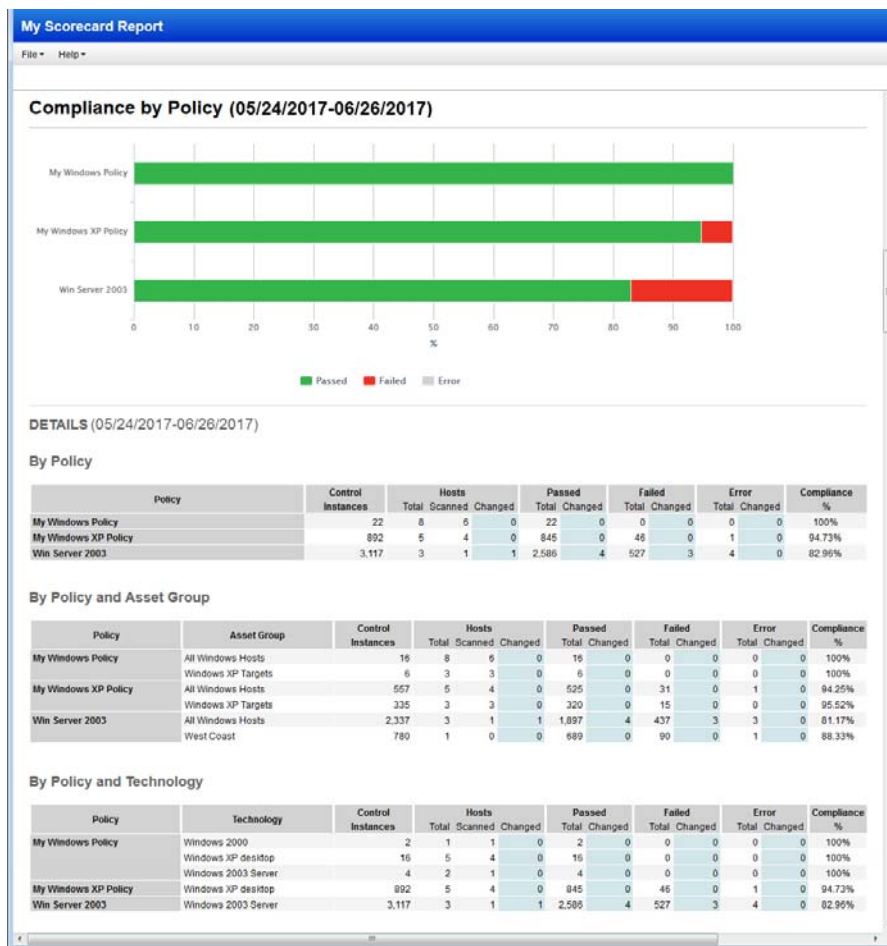 My Scorecard Report
File Help
Compliance by Policy (05/24/2017-06/26/2017)
My Windows Policy
My Windows XP Policy
Win Server 2003
0 10 20 30 40 50 60 70 80 90 100
%
Passed Failed Error
DETAILS (05/24/2017-06/26/2017)
By Policy
Policy Control Instances Hosts Passed Failed Error Compliance %
Total Scanned Changed Total Changed Total Changed Total Changed
My Windows Policy 22 8 6 0 22 0 0 0 0 0 100%
My Windows XP Policy 892 5 4 0 845 0 46 0 1 0 94.73%
Win Server 2003 3,117 3 1 1 2,586 4 527 3 4 0 82.96%
By Policy and Asset Group
Policy Asset Group Control Instances Hosts Passed Failed Error Compliance %
Total Scanned Changed Total Changed Total Changed Total Changed
My Windows Policy All Windows Hosts 16 8 6 0 16 0 0 0 0 0 100%
Windows XP Targets 6 3 3 0 6 0 0 0 0 0 100%
My Windows XP Policy All Windows Hosts 557 5 4 0 525 0 31 0 1 0 94.25%
Windows XP Targets 335 3 3 0 320 0 15 0 0 0 95.52%
Win Server 2003 All Windows Hosts 2,337 3 1 1 1,897 4 437 3 3 0 81.17%
West Coast 780 1 0 0 689 0 90 0 1 0 88.33%
By Policy and Technology
Policy Technology Control Instances Hosts Passed Failed Error Compliance %
Total Scanned Changed Total Changed Total Changed Total Changed
My Windows Policy Windows 2000 2 1 1 0 2 0 0 0 0 0 100%
Windows XP desktop 16 5 4 0 16 0 0 0 0 0 100%
Windows 2003 Server 4 2 1 0 4 0 0 0 0 0 100%
My Windows XP Policy Windows XP desktop 892 5 4 0 845 0 46 0 1 0 94.73%
Win Server 2003 Windows 2003 Server 3,117 3 1 1 2,586 4 527 3 4 0 82.96%